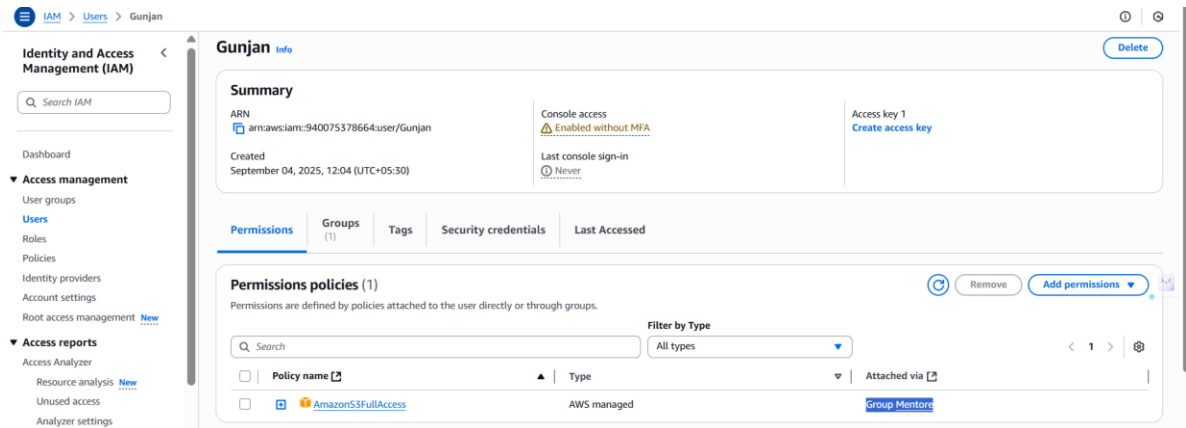 IAM > Users > Gunjan
Identity and Access Management (IAM)
Search IAM
Dashboard
Access management
User groups
Users
Roles
Policies
Identity providers
Account settings
Root access management New
Access reports
Access Analyzer
Resource analysis New
Unused access
Analyzer settings
Gunjan Info
Delete
Summary
ARN
arn:aws:iam::940075378664:user/Gunjan
Console access
Enabled without MFA
Access key 1
Create access key
Created
September 04, 2025, 12:04 (UTC+05:30)
Last console sign-in
Never
Permissions
Groups
(1)
Tags
Security credentials
Last Accessed
Permissions policies (1)
Remove
Add permissions
Permissions are defined by policies attached to the user directly or through groups.
Filter by Type
Search
All types
1
Policy name
Type
Attached via
AmazonS3FullAccess
AWS managed
Group Mentore